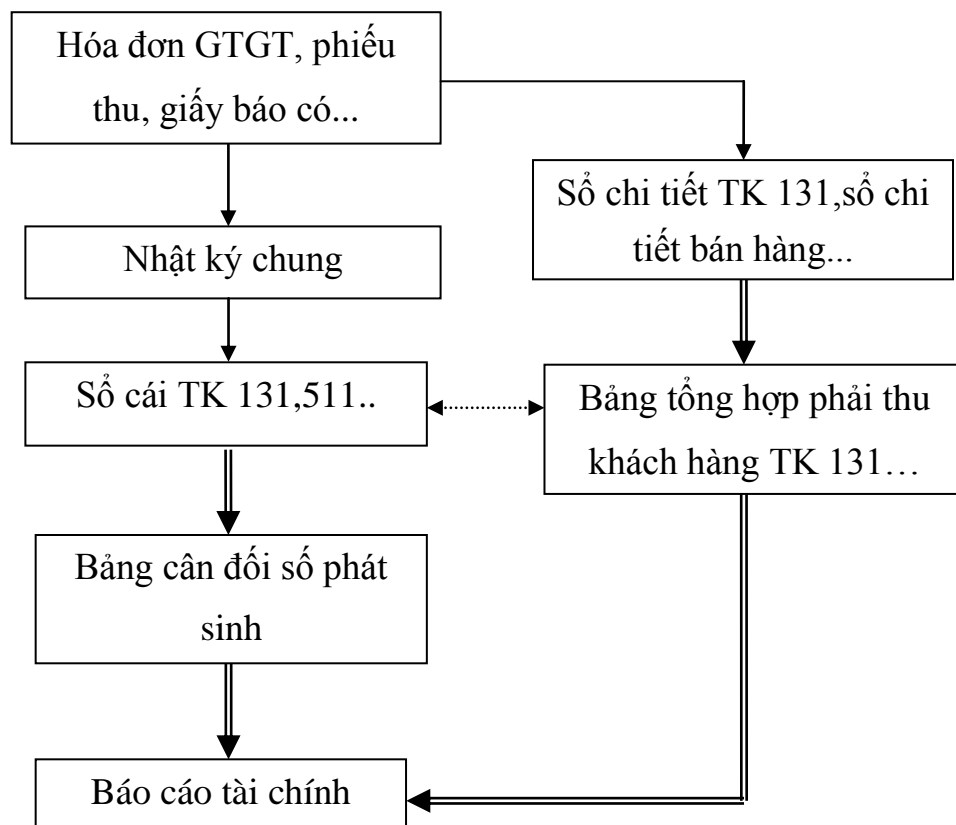 Hóa đơn GTGT, phiếu
thu, giấy báo có...
Sổ chi tiết TK 131,sổ chi
tiết bán hàng...
Nhật ký chung
Sổ cái TK 131,511..
Bảng tổng hợp phải thu
khách hàng TK 131…
Bảng cân đối số phát
sinh
Báo cáo tài chính